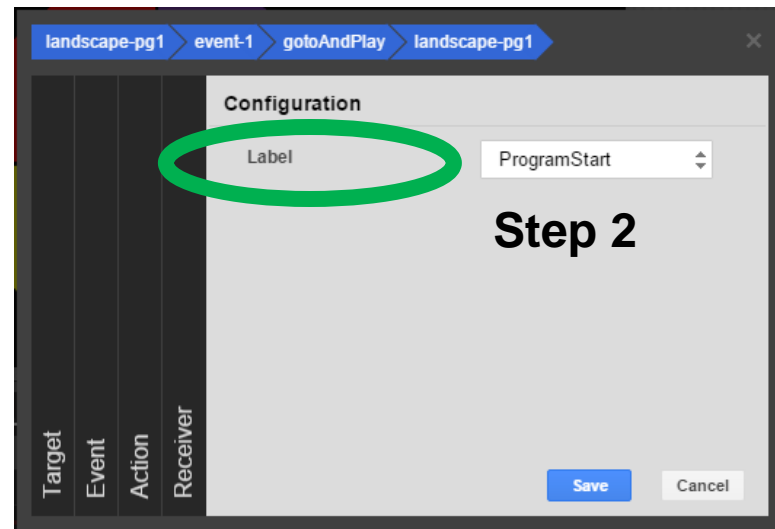 landscape-pg1 event-1 gotoAndPlay landscape-pg1 ×
Configuration
Label ProgramStart
Step 2
Target
Event
Action
Receiver
Save Cancel